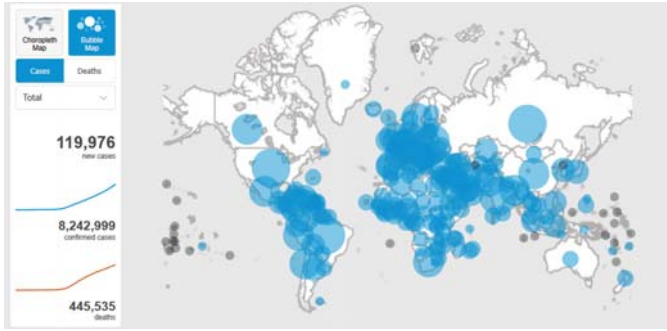 Choropleth
Map
Bubble
Map
Cases
Deaths
Total
119,976
new cases
8,242,999
confirmed cases
445,535
deaths